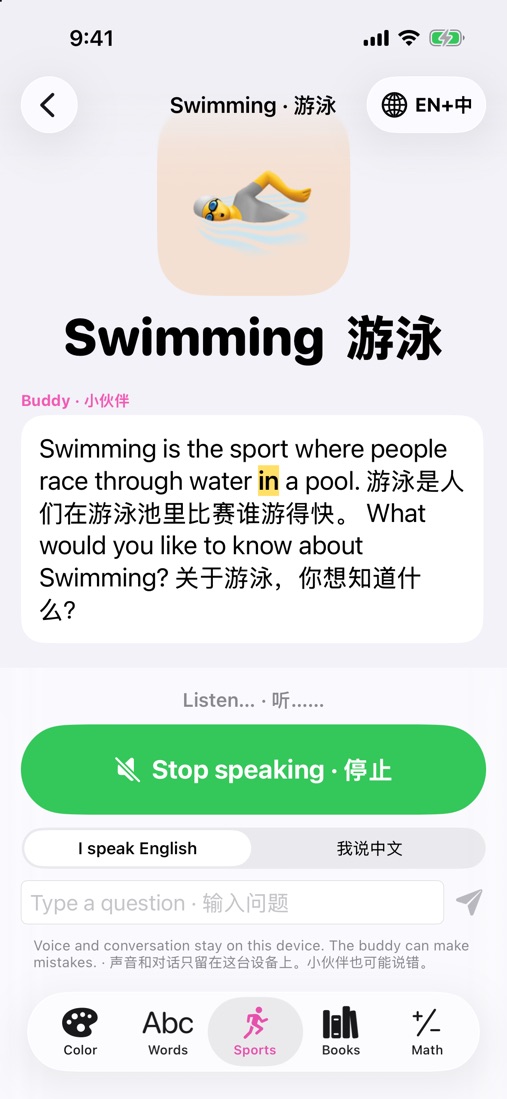 9:41
Swimming · 游泳
EN+中
Swimming 游泳
Buddy · 小伙伴
Swimming is the sport where people
race through water in a pool. 游泳是人
们在游泳池里比赛谁游得快。 What
would you like to know about
Swimming? 关于游泳，你想知道什
么?
Listen... · 听……
Stop speaking · 停止
I speak English
我说中文
Type a question · 输入问题
Voice and conversation stay on this device. The buddy can make
mistakes. · 声音和对话只留在这台设备上。小伙伴也可能说错。
Abc
Color
Words
Sports
Books
Math